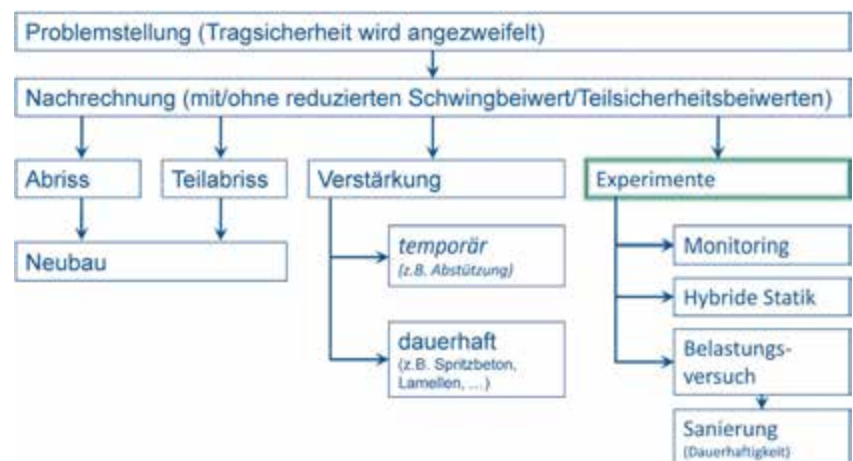 Problemstellung (Tragsicherheit wird angezweifelt)
Nachrechnung (mit/ohne reduzierten Schwingbeiwert/Teilsicherheitsbeiwerten)
Abriss
Teilabriss
Verstärkung
Experimente
Neubau
temporär
(z.B. Abstützung)
dauerhaft
(z.B. Spritzbeton,
Lamellen, ...)
Monitoring
Hybride Statik
Belastungs-
versuch
Sanierung
(Dauerhaftigkeit)